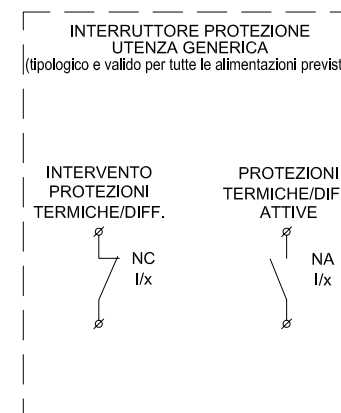 INTERRUTTORE PROTEZIONE
UTENZA GENERICA
(tipologico e valido per tutte le alimentazioni previst
INTERVENTO
PROTEZIONI
TERMICHE/DIFF.
NC
I/x
PROTEZIONI
TERMICHE/DIF
ATTIVE
NA
I/x